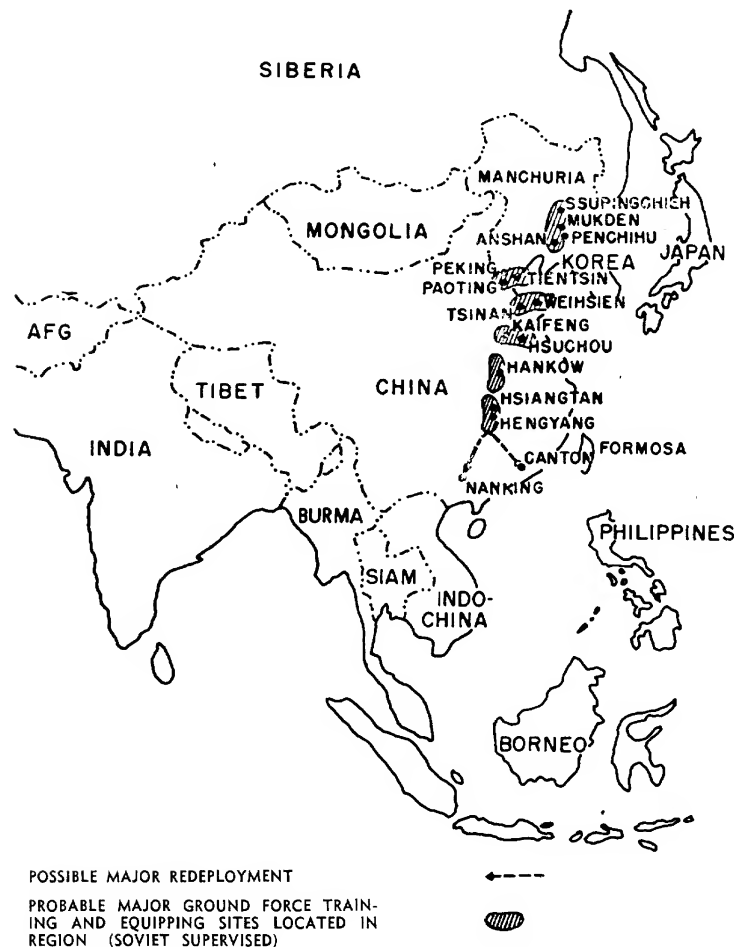 SIBERIA
MANCHURIA
SSUPINGCHIEH
MUKDEN
MONGOLIA
ANSHAN
PENCHIHU
PEKING
KOREA
JAPAN
PAOTING
TIENTSIN
TSINAN
WEIHSIEN
AFG
KAIFENG
HSUCHOU
HANKOW
TIBET
CHINA
HSIANGTAN
HENGYANG
INDIA
CANTON
FORMOSA
NANKING
BURMA
PHILIPPINES
SIAM
INDO-
CHINA
BORNEO
POSSIBLE MAJOR REDEPLOYMENT
PROBABLE MAJOR GROUND FORCE TRAIN-
ING AND EQUIPPING SITES LOCATED IN
REGION (SOVIET SUPERVISED)